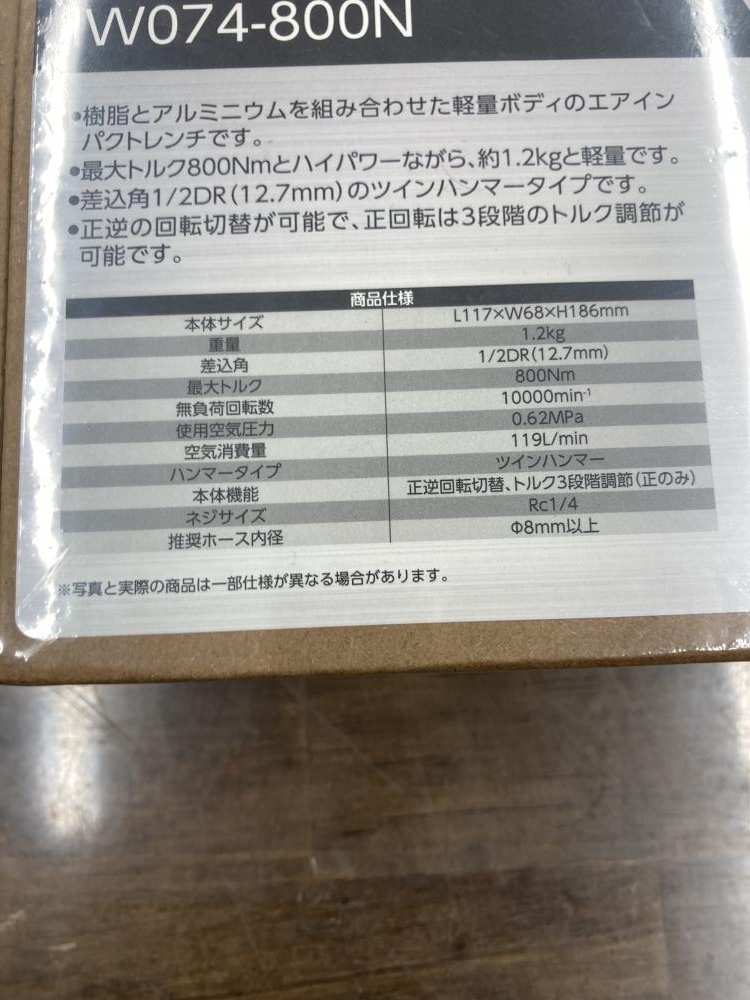 W074-800N
•樹脂とアルミニウムを組み合わせた軽量ボディのエアイン
パクトレンチです。
•最大トルク800Nmとハイパワーながら、約1.2kgと軽量です。
•差込角1/2DR(12.7mm)のツインハンマータイプです。
•正逆の回転切替が可能で、正回転は3段階のトルク調節が
可能です。
商品仕様
本体サイズ L117×W68×H186mm
重量 1.2kg
差込角 1/2DR(12.7mm)
最大トルク 800Nm
無負荷回転数 10000min⁻¹
使用空気圧力 0.62MPa
空気消費量 119L/min
ハンマータイプ ツインハンマー
本体機能 正逆回転切替、トルク3段階調節(正のみ)
ネジサイズ Rc1/4
推奨ホース内径 Φ8mm以上
※写真と実際の商品は一部仕様が異なる場合があります。